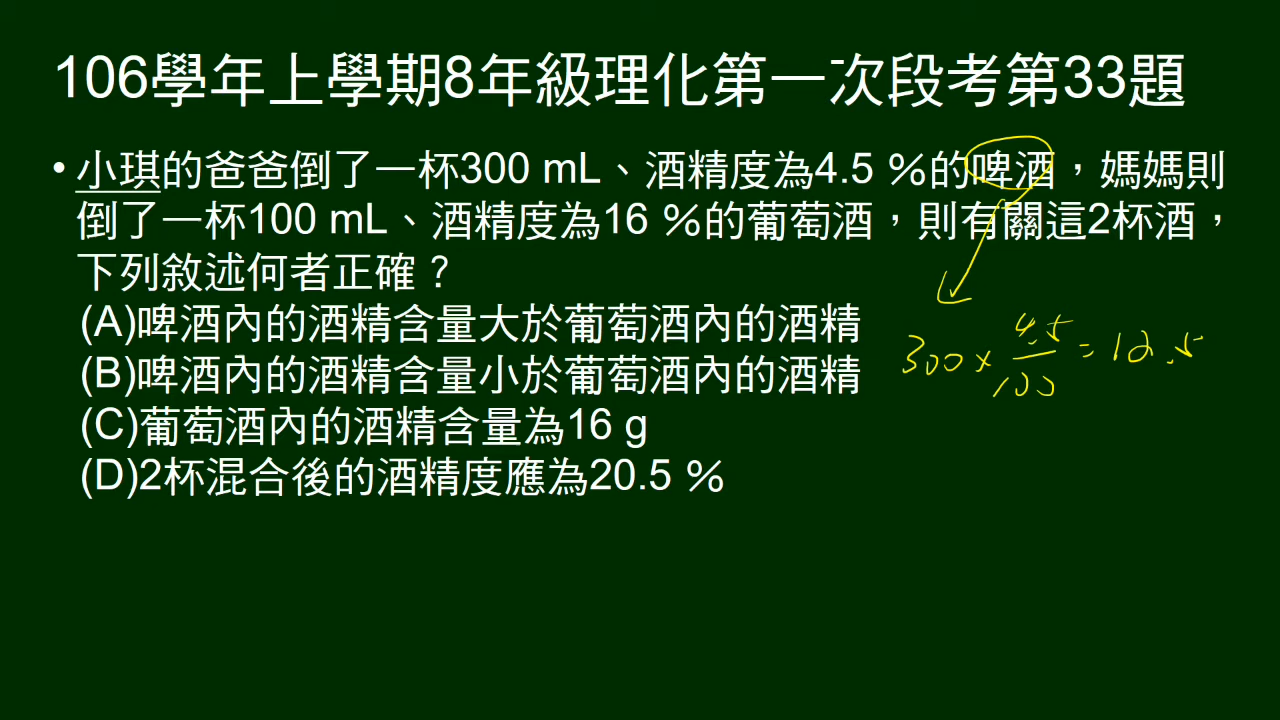 106學年上學期8年級理化第一次段考第33題
• 小琪的爸爸倒了一杯300 mL、酒精度為4.5 %的啤酒，媽媽則
倒了一杯100 mL、酒精度為16 %的葡萄酒，則有關這2杯酒，
下列敘述何者正確？
(A)啤酒內的酒精含量大於葡萄酒內的酒精
(B)啤酒內的酒精含量小於葡萄酒內的酒精
(C)葡萄酒內的酒精含量為16 g
(D)2杯混合後的酒精度應為20.5 %
300 × 4.5/100 = 12.5